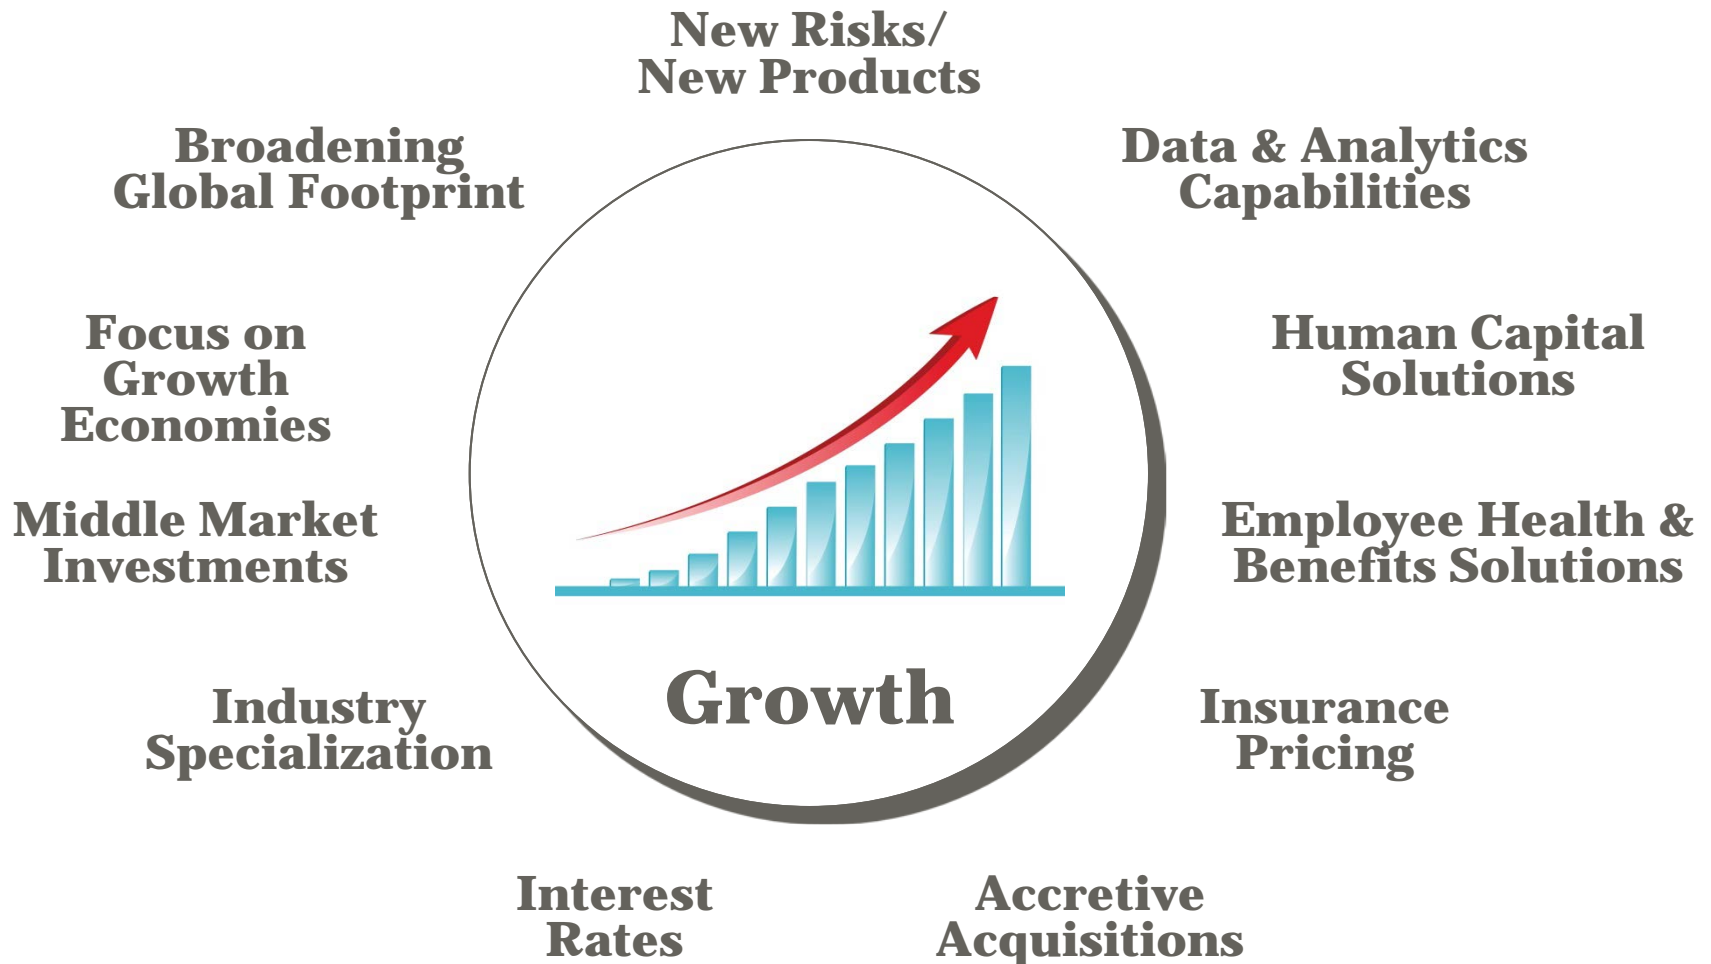 New Risks/
New Products
Broadening
Global Footprint
Data & Analytics
Capabilities
Focus on
Growth
Economies
Human Capital
Solutions
Middle Market
Investments
Employee Health &
Benefits Solutions
Industry
Specialization
Growth
Insurance
Pricing
Interest
Rates
Accretive
Acquisitions